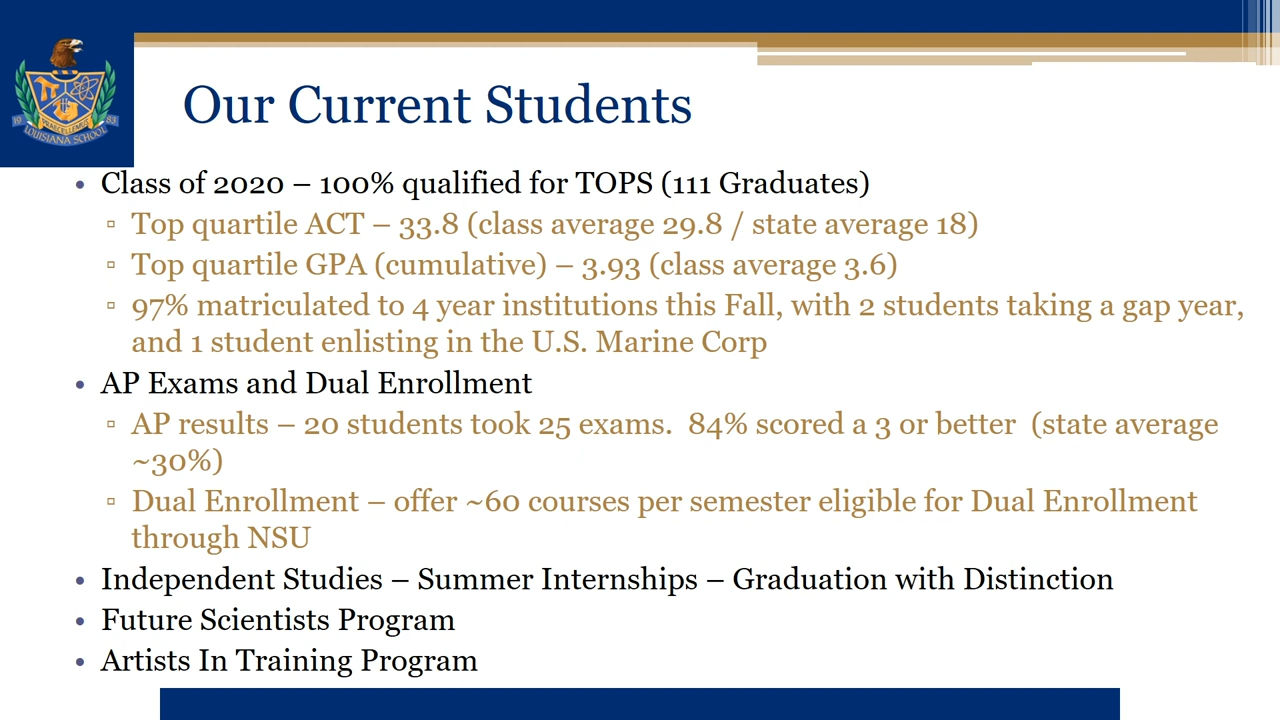 Our Current Students
• Class of 2020 – 100% qualified for TOPS (111 Graduates)
▫ Top quartile ACT – 33.8 (class average 29.8 / state average 18)
▫ Top quartile GPA (cumulative) – 3.93 (class average 3.6)
▫ 97% matriculated to 4 year institutions this Fall, with 2 students taking a gap year,
and 1 student enlisting in the U.S. Marine Corp
• AP Exams and Dual Enrollment
▫ AP results – 20 students took 25 exams.  84% scored a 3 or better  (state average
~30%)
▫ Dual Enrollment – offer ~60 courses per semester eligible for Dual Enrollment
through NSU
• Independent Studies – Summer Internships – Graduation with Distinction
• Future Scientists Program
• Artists In Training Program
19 83
LOUISIANA SCHOOL